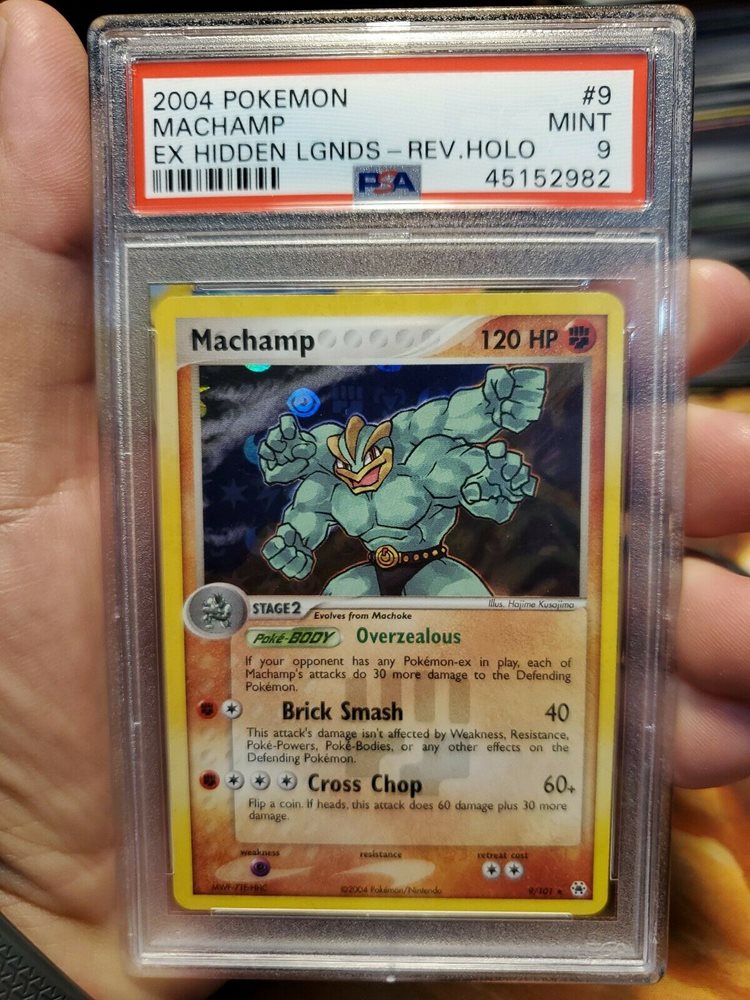 2004 POKEMON #9
MACHAMP MINT
EX HIDDEN LGNDS - REV.HOLO 9
PSA 45152982
Machamp 120 HP
Illus. Hajime Kusajima
STAGE2 Evolves from Machoke
Poké-BODY Overzealous
If your opponent has any Pokémon-ex in play, each of
Machamp's attacks do 30 more damage to the Defending
Pokémon.
Brick Smash 40
This attack's damage isn't affected by Weakness, Resistance,
Poké-Powers, Poké-Bodies, or any other effects on the
Defending Pokémon.
Cross Chop 60+
Flip a coin. If heads, this attack does 60 damage plus 30 more
damage.
weakness resistance retreat cost
©2004 Pokémon/Nintendo 9/101